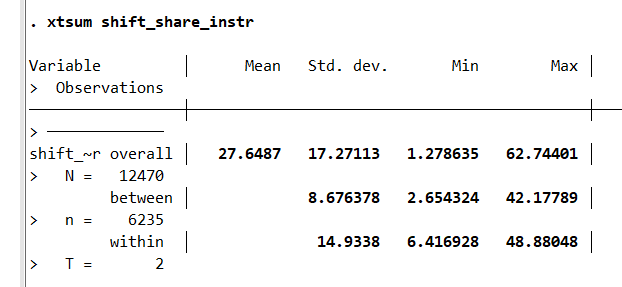 . xtsum shift_share_instr
Variable | Mean Std. dev. Min Max |
> Observations
>
shift_~r overall | 27.6487 17.27113 1.278635 62.74401 |
> N = 12470
between | 8.676378 2.654324 42.17789 |
> n = 6235
within | 14.9338 6.416928 48.88048 |
> T = 2